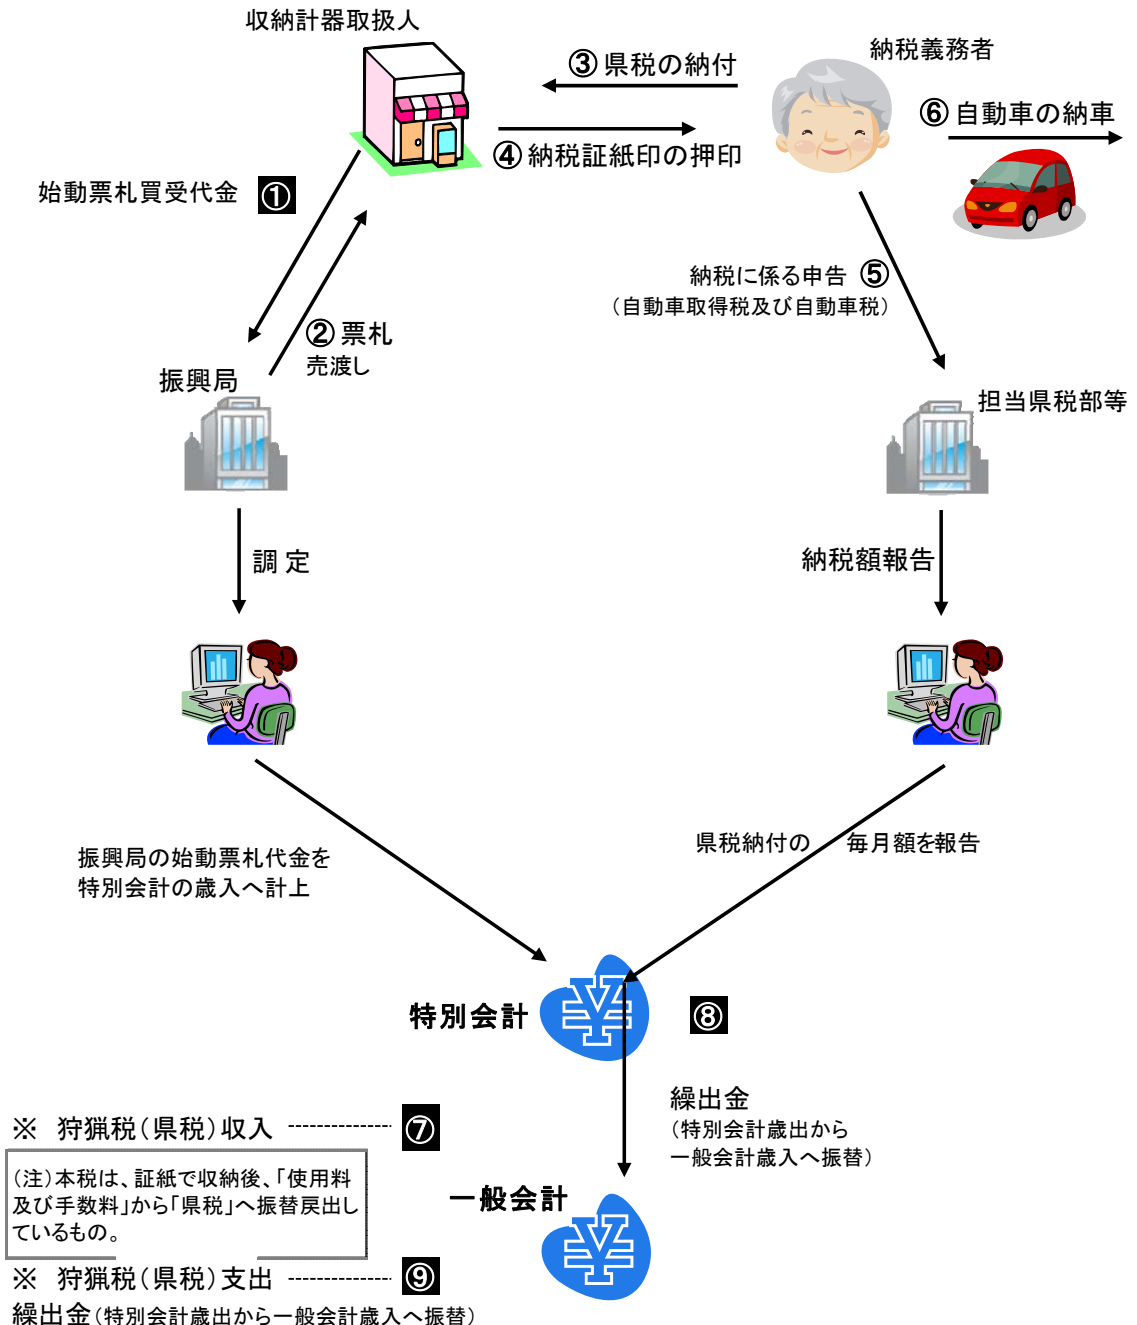 収納計器取扱人
納税義務者
③県税の納付
⑥自動車の納車
④納税証紙印の押印
始動票札買受代金 ①
納税に係る申告 ⑤
(自動車取得税及び自動車税)
②票札
売渡し
振興局
担当県税部等
調 定
納税額報告
県税納付の 毎月額を報告
振興局の始動票札代金を
特別会計の歳入へ計上
特別会計
⑧
繰出金
(特別会計歳出から
一般会計歳入へ振替)
※ 狩猟税(県税)収入 ⑦
(注)本税は、証紙で収納後、「使用料
及び手数料」から「県税」へ振替戻出し
ているもの。
一般会計
※ 狩猟税(県税)支出 ⑨
繰出金(特別会計歳出から一般会計歳入へ振替)